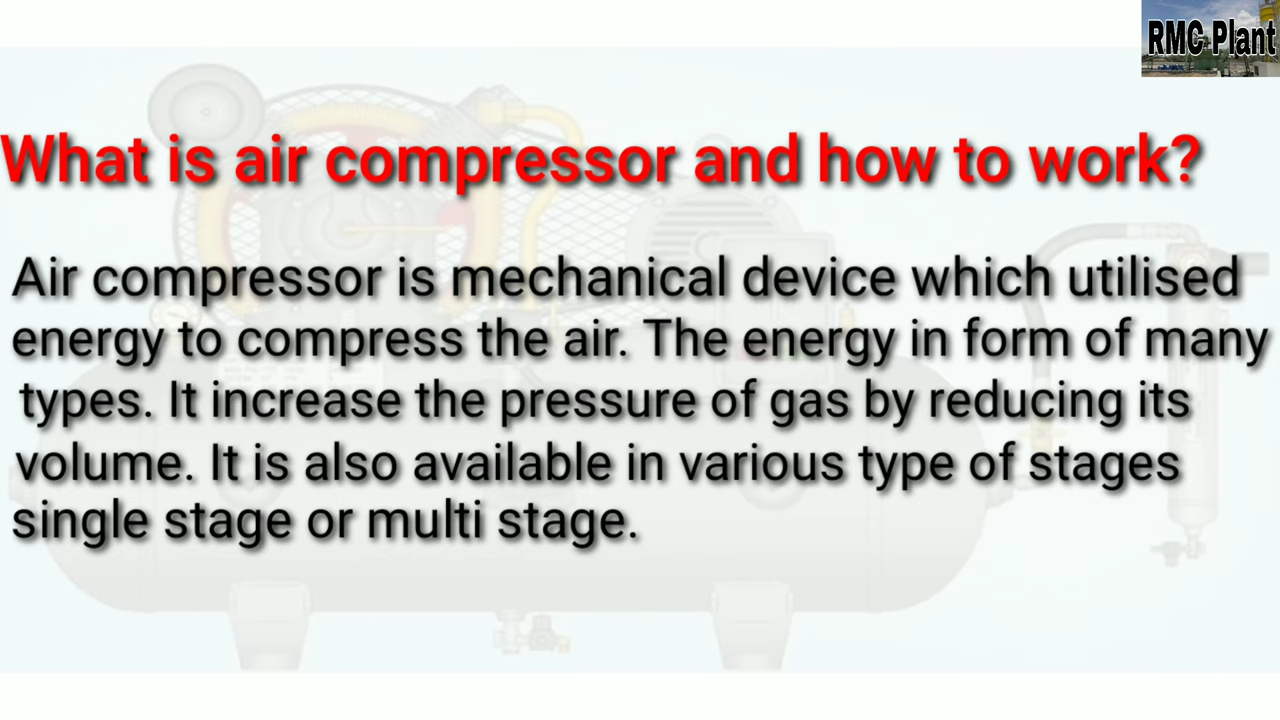 RMC Plant
What is air compressor and how to work?
Air compressor is mechanical device which utilised
energy to compress the air. The energy in form of many
types. It increase the pressure of gas by reducing its
volume. It is also available in various type of stages
single stage or multi stage.